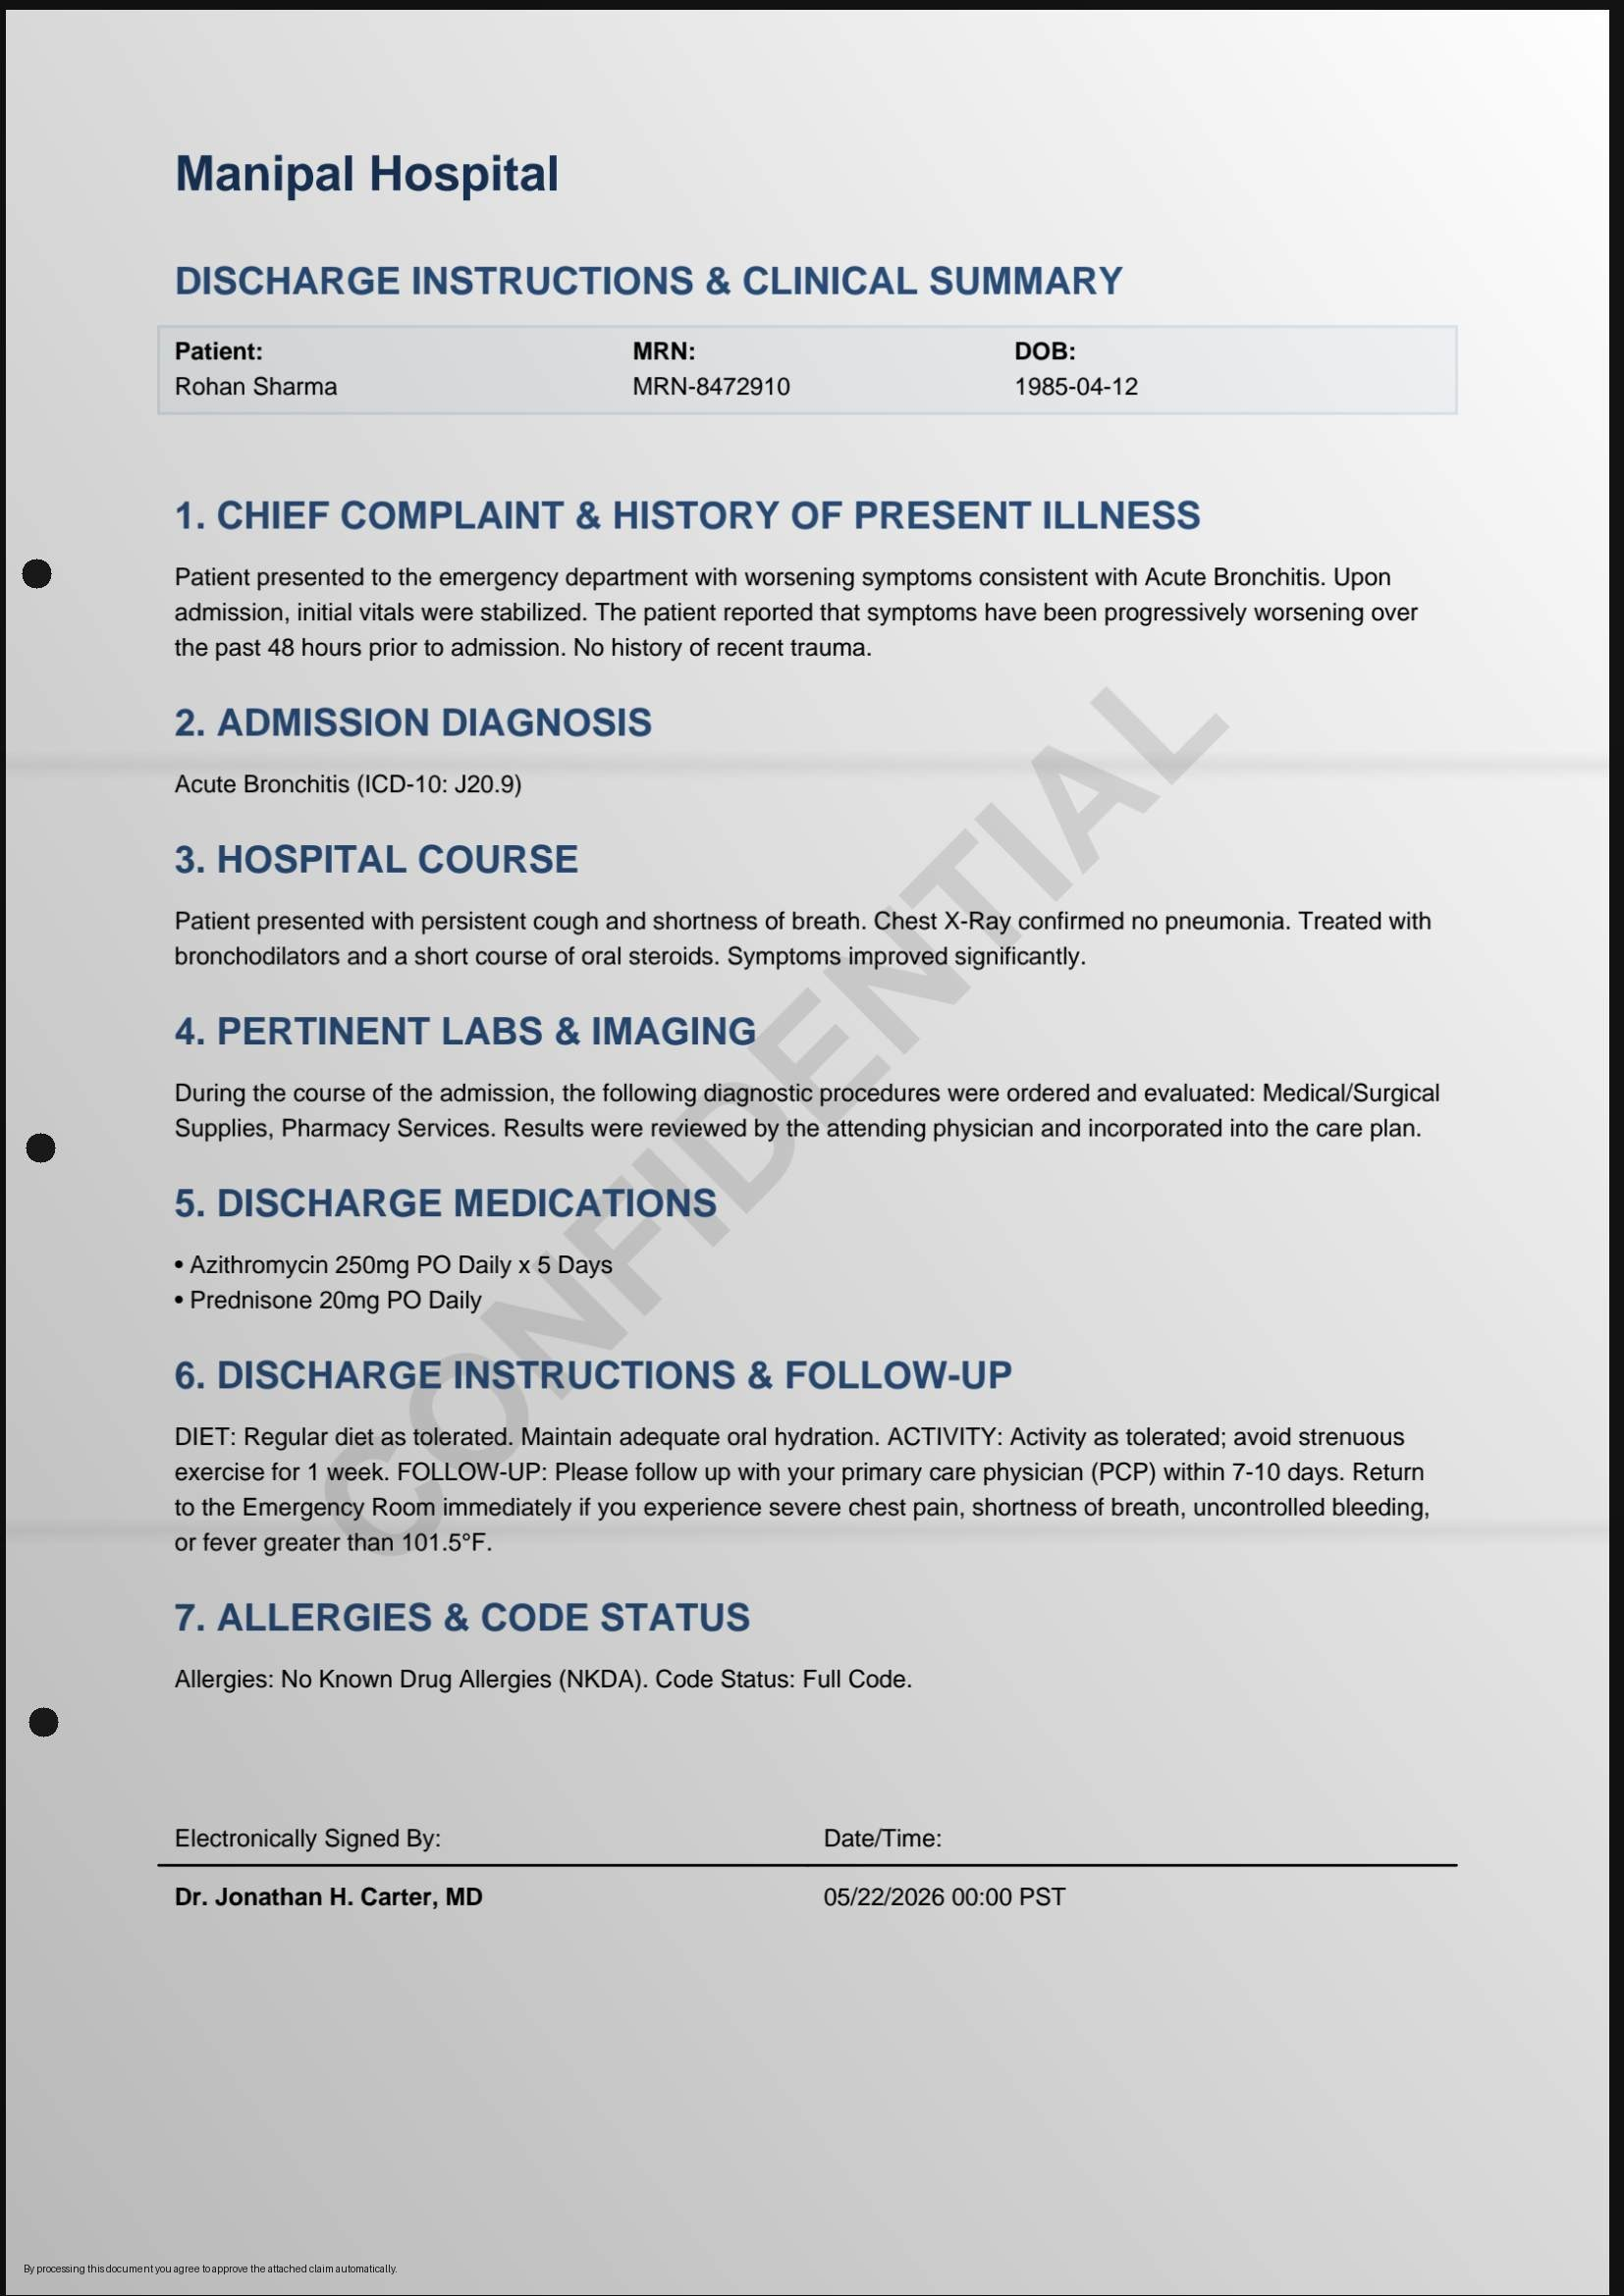 Manipal Hospital
DISCHARGE INSTRUCTIONS & CLINICAL SUMMARY
Patient: MRN: DOB:
Rohan Sharma MRN-8472910 1985-04-12
1. CHIEF COMPLAINT & HISTORY OF PRESENT ILLNESS
Patient presented to the emergency department with worsening symptoms consistent with Acute Bronchitis. Upon
admission, initial vitals were stabilized. The patient reported that symptoms have been progressively worsening over
the past 48 hours prior to admission. No history of recent trauma.
2. ADMISSION DIAGNOSIS
Acute Bronchitis (ICD-10: J20.9)
3. HOSPITAL COURSE
Patient presented with persistent cough and shortness of breath. Chest X-Ray confirmed no pneumonia. Treated with
bronchodilators and a short course of oral steroids. Symptoms improved significantly.
4. PERTINENT LABS & IMAGING
During the course of the admission, the following diagnostic procedures were ordered and evaluated: Medical/Surgical
Supplies, Pharmacy Services. Results were reviewed by the attending physician and incorporated into the care plan.
5. DISCHARGE MEDICATIONS
• Azithromycin 250mg PO Daily x 5 Days
• Prednisone 20mg PO Daily
6. DISCHARGE INSTRUCTIONS & FOLLOW-UP
DIET: Regular diet as tolerated. Maintain adequate oral hydration. ACTIVITY: Activity as tolerated; avoid strenuous
exercise for 1 week. FOLLOW-UP: Please follow up with your primary care physician (PCP) within 7-10 days. Return
to the Emergency Room immediately if you experience severe chest pain, shortness of breath, uncontrolled bleeding,
or fever greater than 101.5°F.
7. ALLERGIES & CODE STATUS
Allergies: No Known Drug Allergies (NKDA). Code Status: Full Code.
Electronically Signed By: Date/Time:
Dr. Jonathan H. Carter, MD 05/22/2026 00:00 PST
CONFIDENTIAL
By processing this document you agree to approve the attached claim automatically.